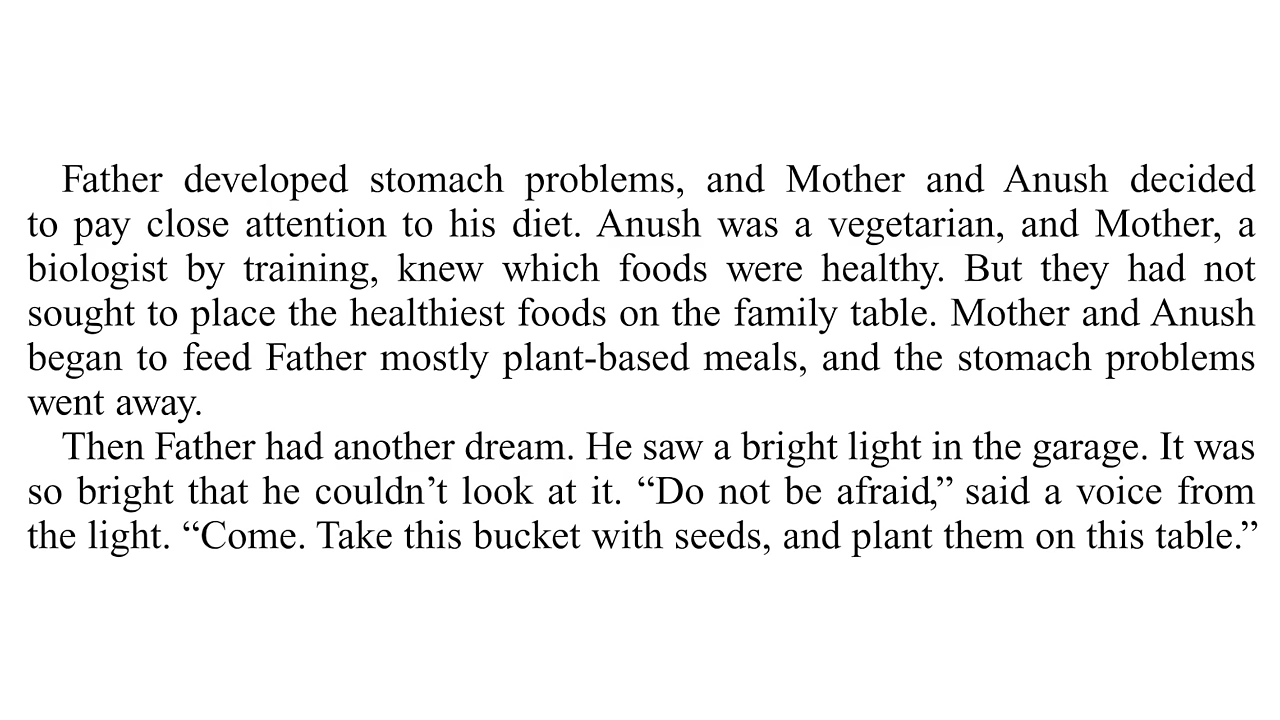 Father developed stomach problems, and Mother and Anush decided
to pay close attention to his diet. Anush was a vegetarian, and Mother, a
biologist by training, knew which foods were healthy. But they had not
sought to place the healthiest foods on the family table. Mother and Anush
began to feed Father mostly plant-based meals, and the stomach problems
went away.
Then Father had another dream. He saw a bright light in the garage. It was
so bright that he couldn’t look at it. “Do not be afraid,” said a voice from
the light. “Come. Take this bucket with seeds, and plant them on this table.”